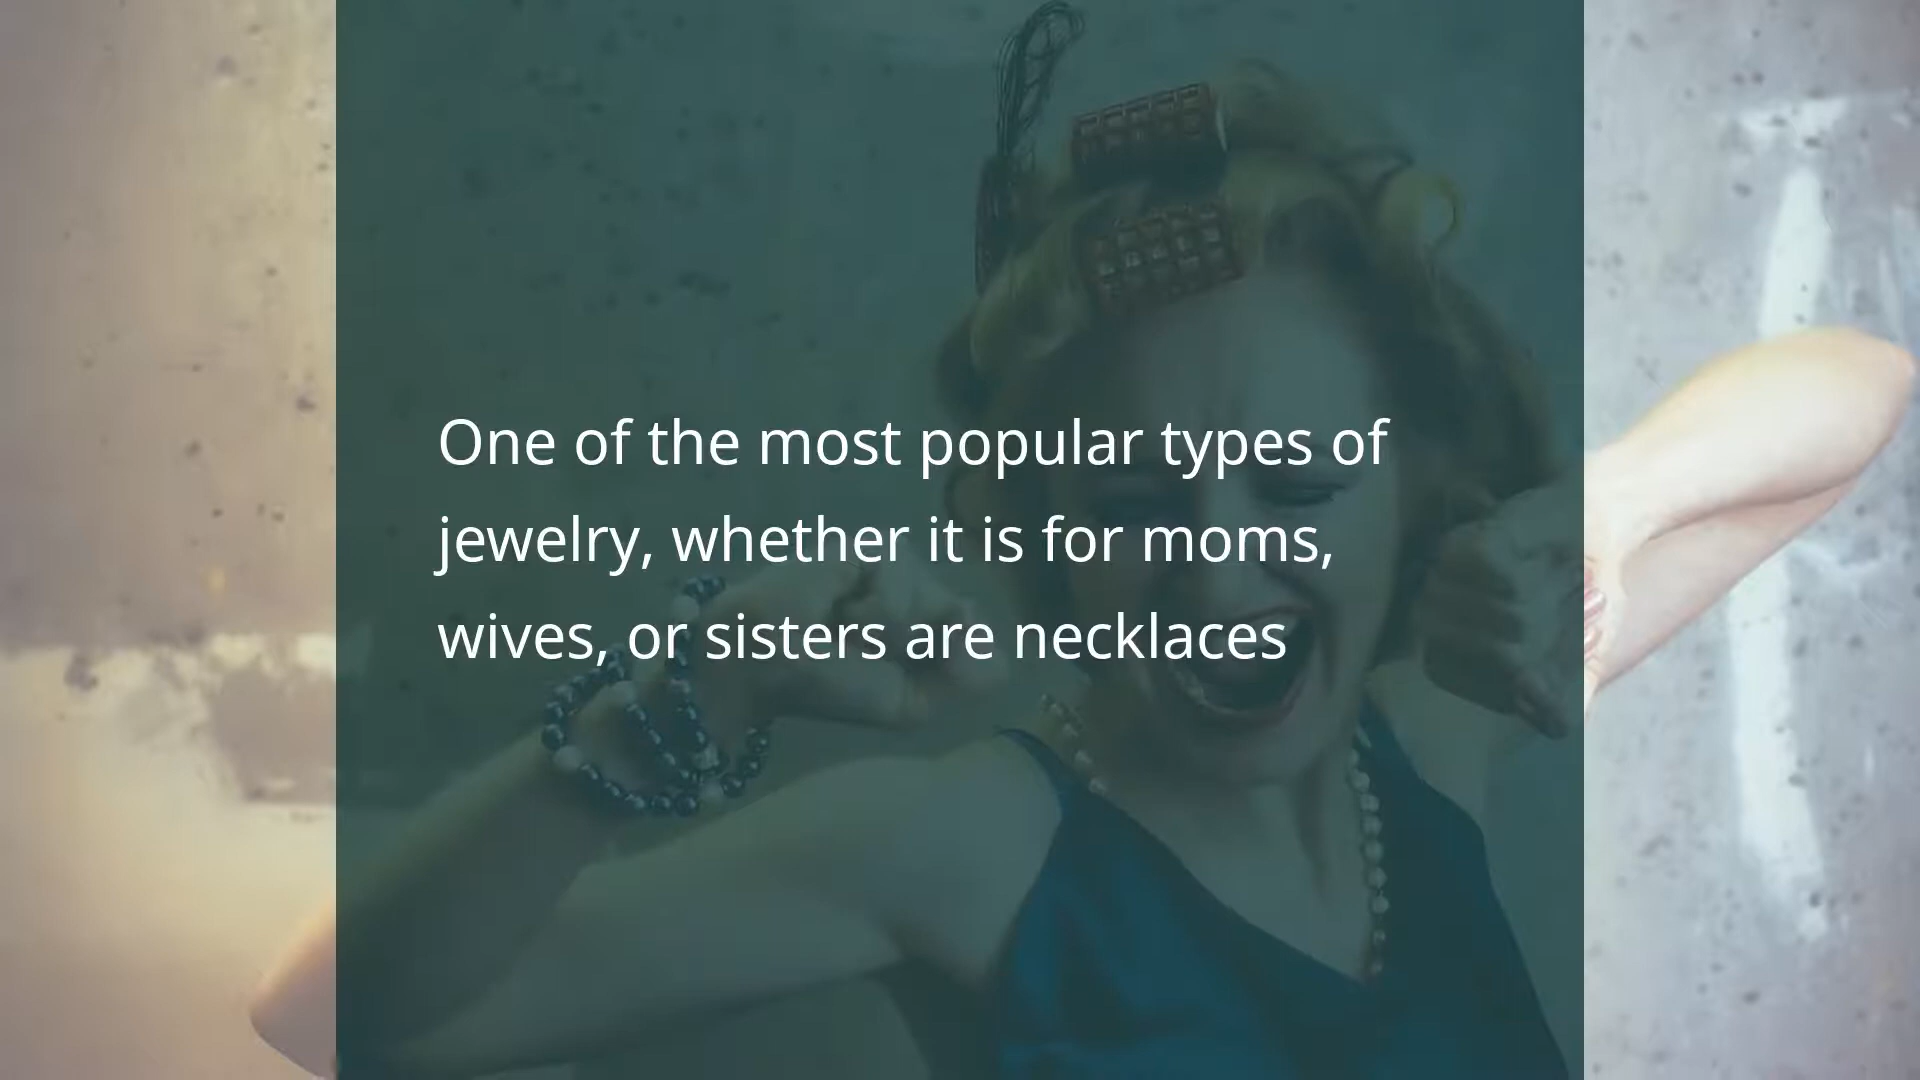 One of the most popular types of
jewelry, whether it is for moms,
wives, or sisters are necklaces